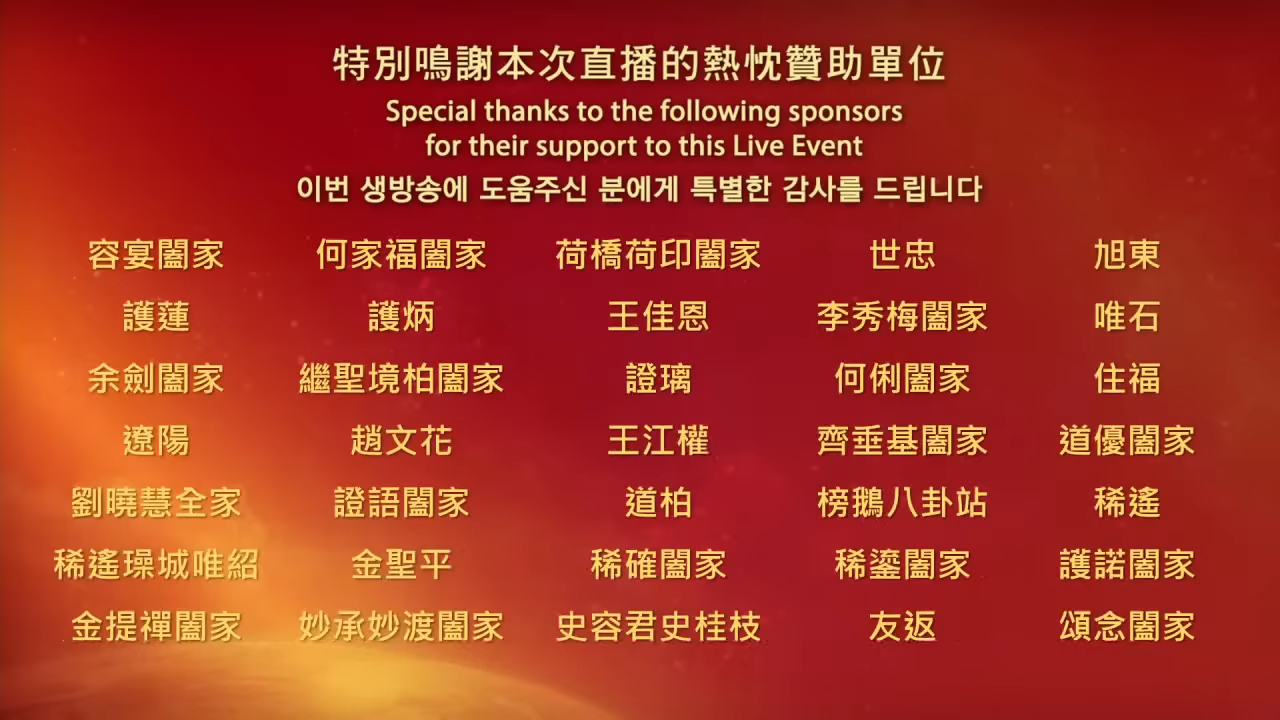 特別鳴謝本次直播的熱忱贊助單位
Special thanks to the following sponsors
for their support to this Live Event
이번 생방송에 도움주신 분에게 특별한 감사를 드립니다
容宴闔家 何家福闔家 荷橋荷印闔家 世忠 旭東
護蓮 護炳 王佳恩 李秀梅闔家 唯石
余劍闔家 繼聖境柏闔家 證璃 何俐闔家 住福
遼陽 趙文花 王江權 齊垂基闔家 道優闔家
劉曉慧全家 證語闔家 道柏 榜鵝八卦站 稀遙
稀遙璪城唯紹 金聖平 稀確闔家 稀鎏闔家 護諾闔家
金提禪闔家 妙承妙渡闔家 史容君史桂枝 友返 頌念闔家